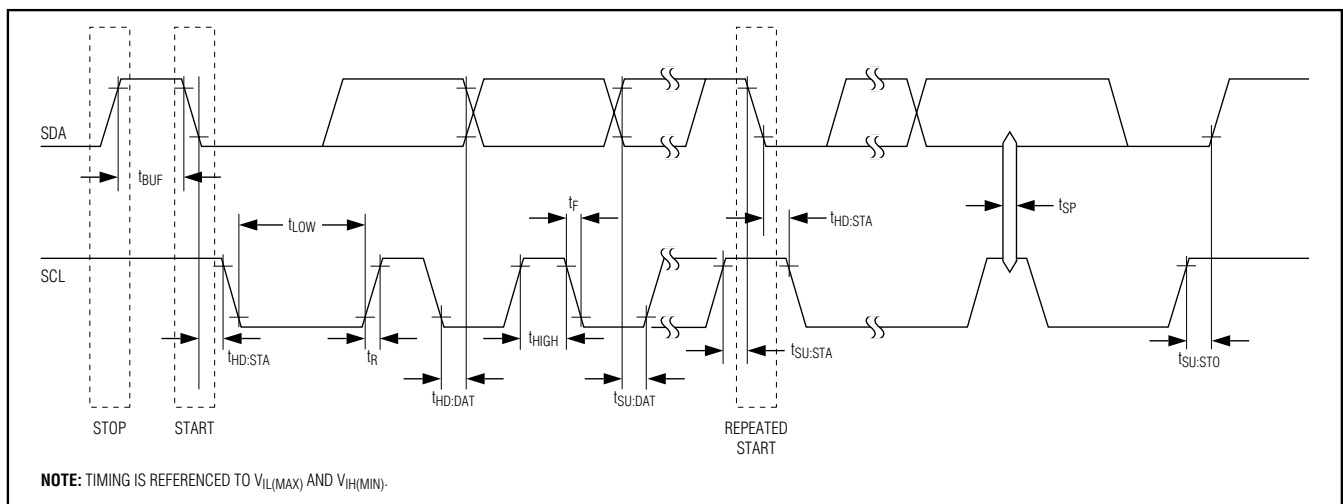 SDA
tBUF
tLOW
tF
tHD:STA
tSP
SCL
tHD:STA
tR
tHIGH
tSU:STA
tSU:STO
tHD:DAT
tSU:DAT
STOP
START
REPEATED
START
NOTE: TIMING IS REFERENCED TO VIL(MAX) AND VIH(MIN).